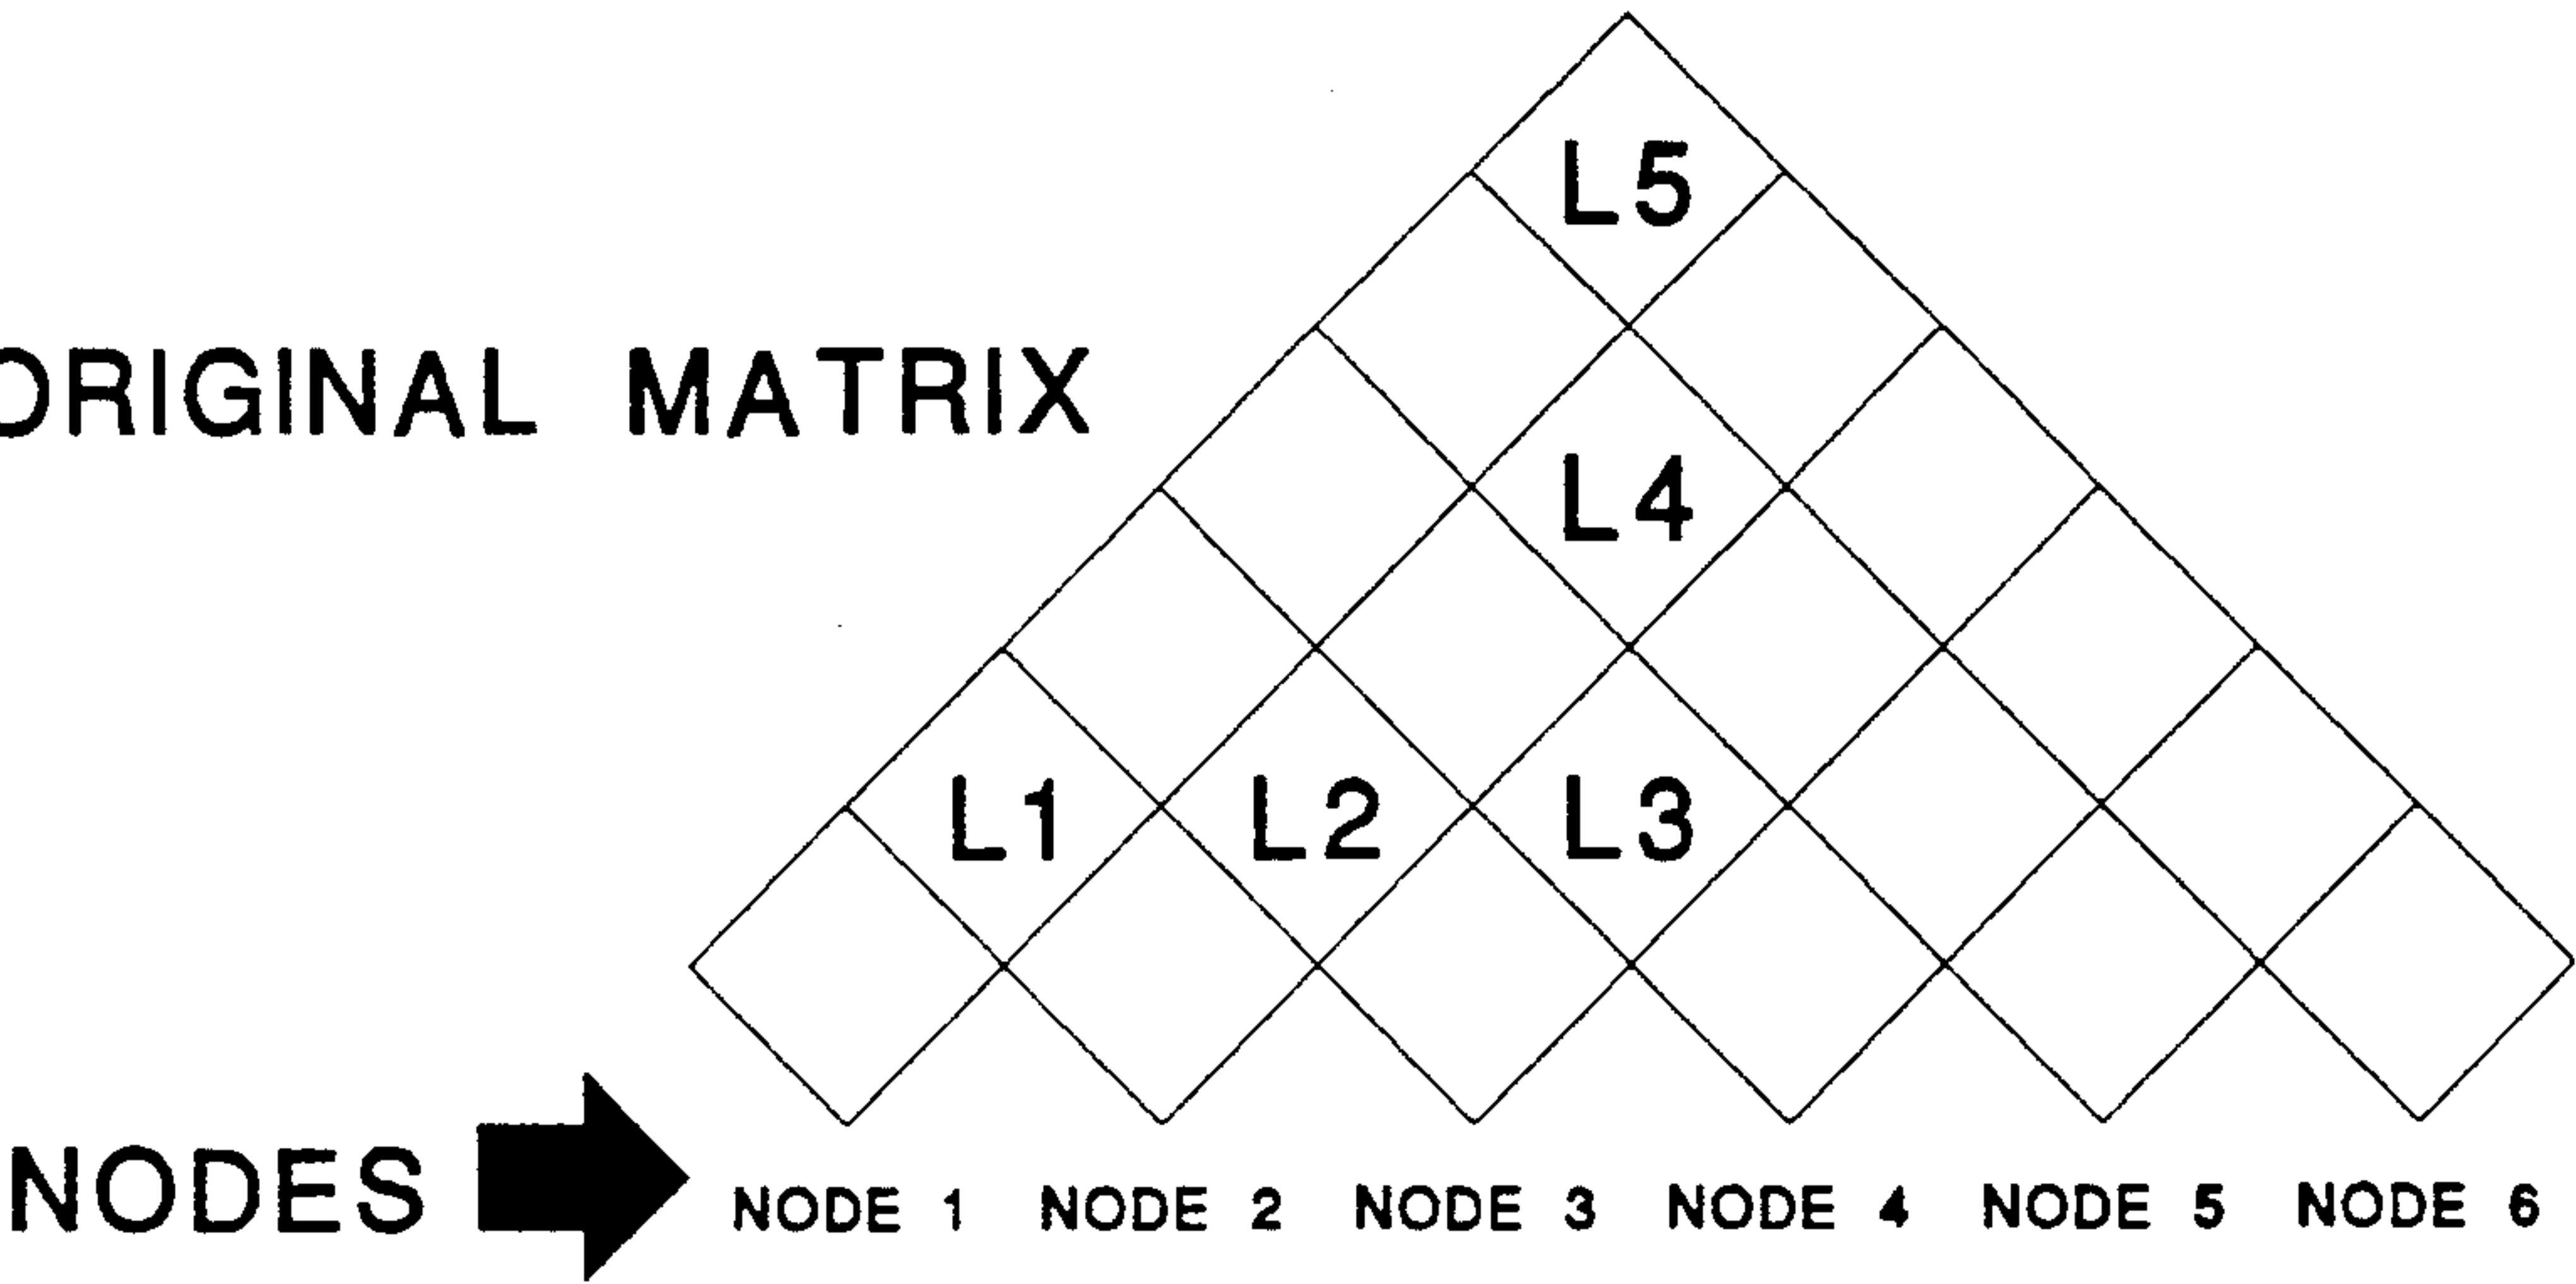 L5
ORIGINAL MATRIX
L4
L1 L2 L3
NODES
NODE 1 NODE 2 NODE 3 NODE 4 NODE 5 NODE 6